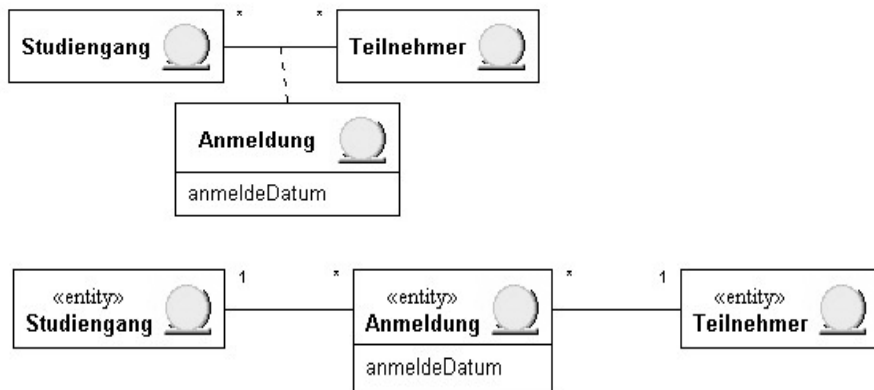 * *
Studiengang Teilnehmer
Anmeldung
anmeldeDatum
1 * * 1
«entity» «entity» «entity»
Studiengang Anmeldung Teilnehmer
anmeldeDatum